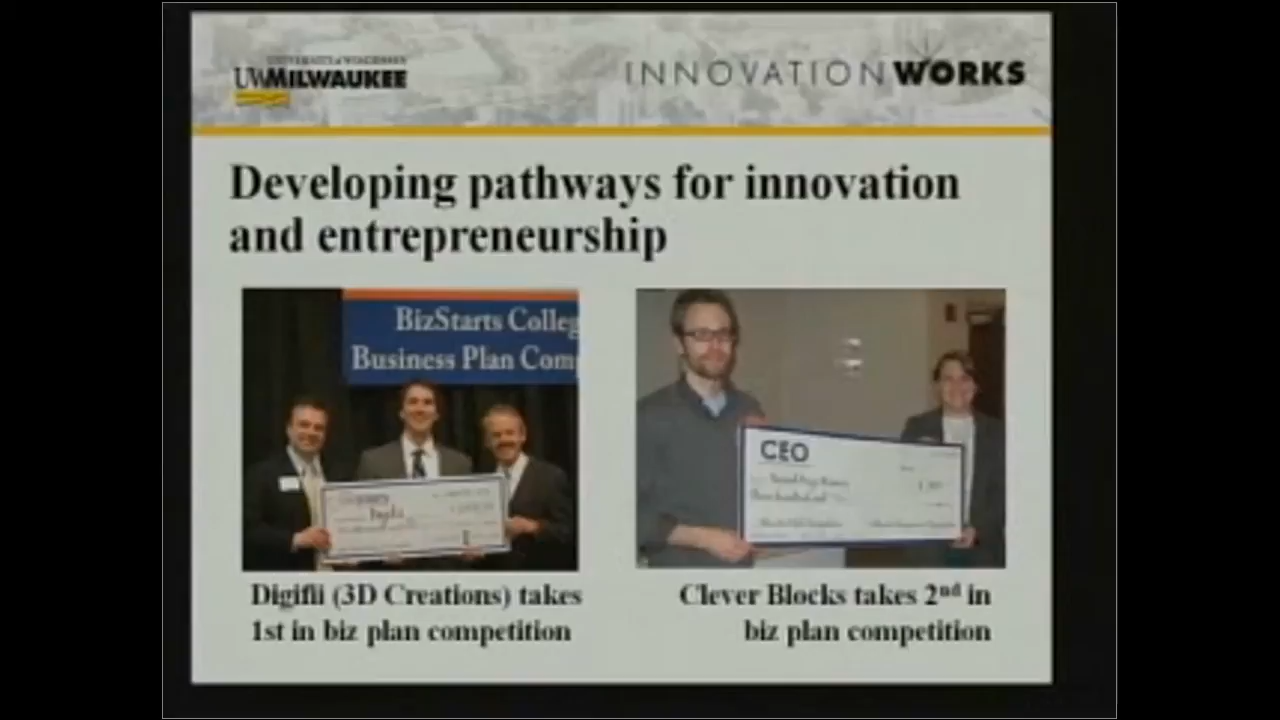 UNIVERSITY of WISCONSIN
UWMILWAUKEE
INNOVATIONWORKS
Developing pathways for innovation
and entrepreneurship
BizStarts Colleg
Business Plan Com
CEO
Digifii (3D Creations) takes
1st in biz plan competition
Clever Blocks takes 2nd in
biz plan competition